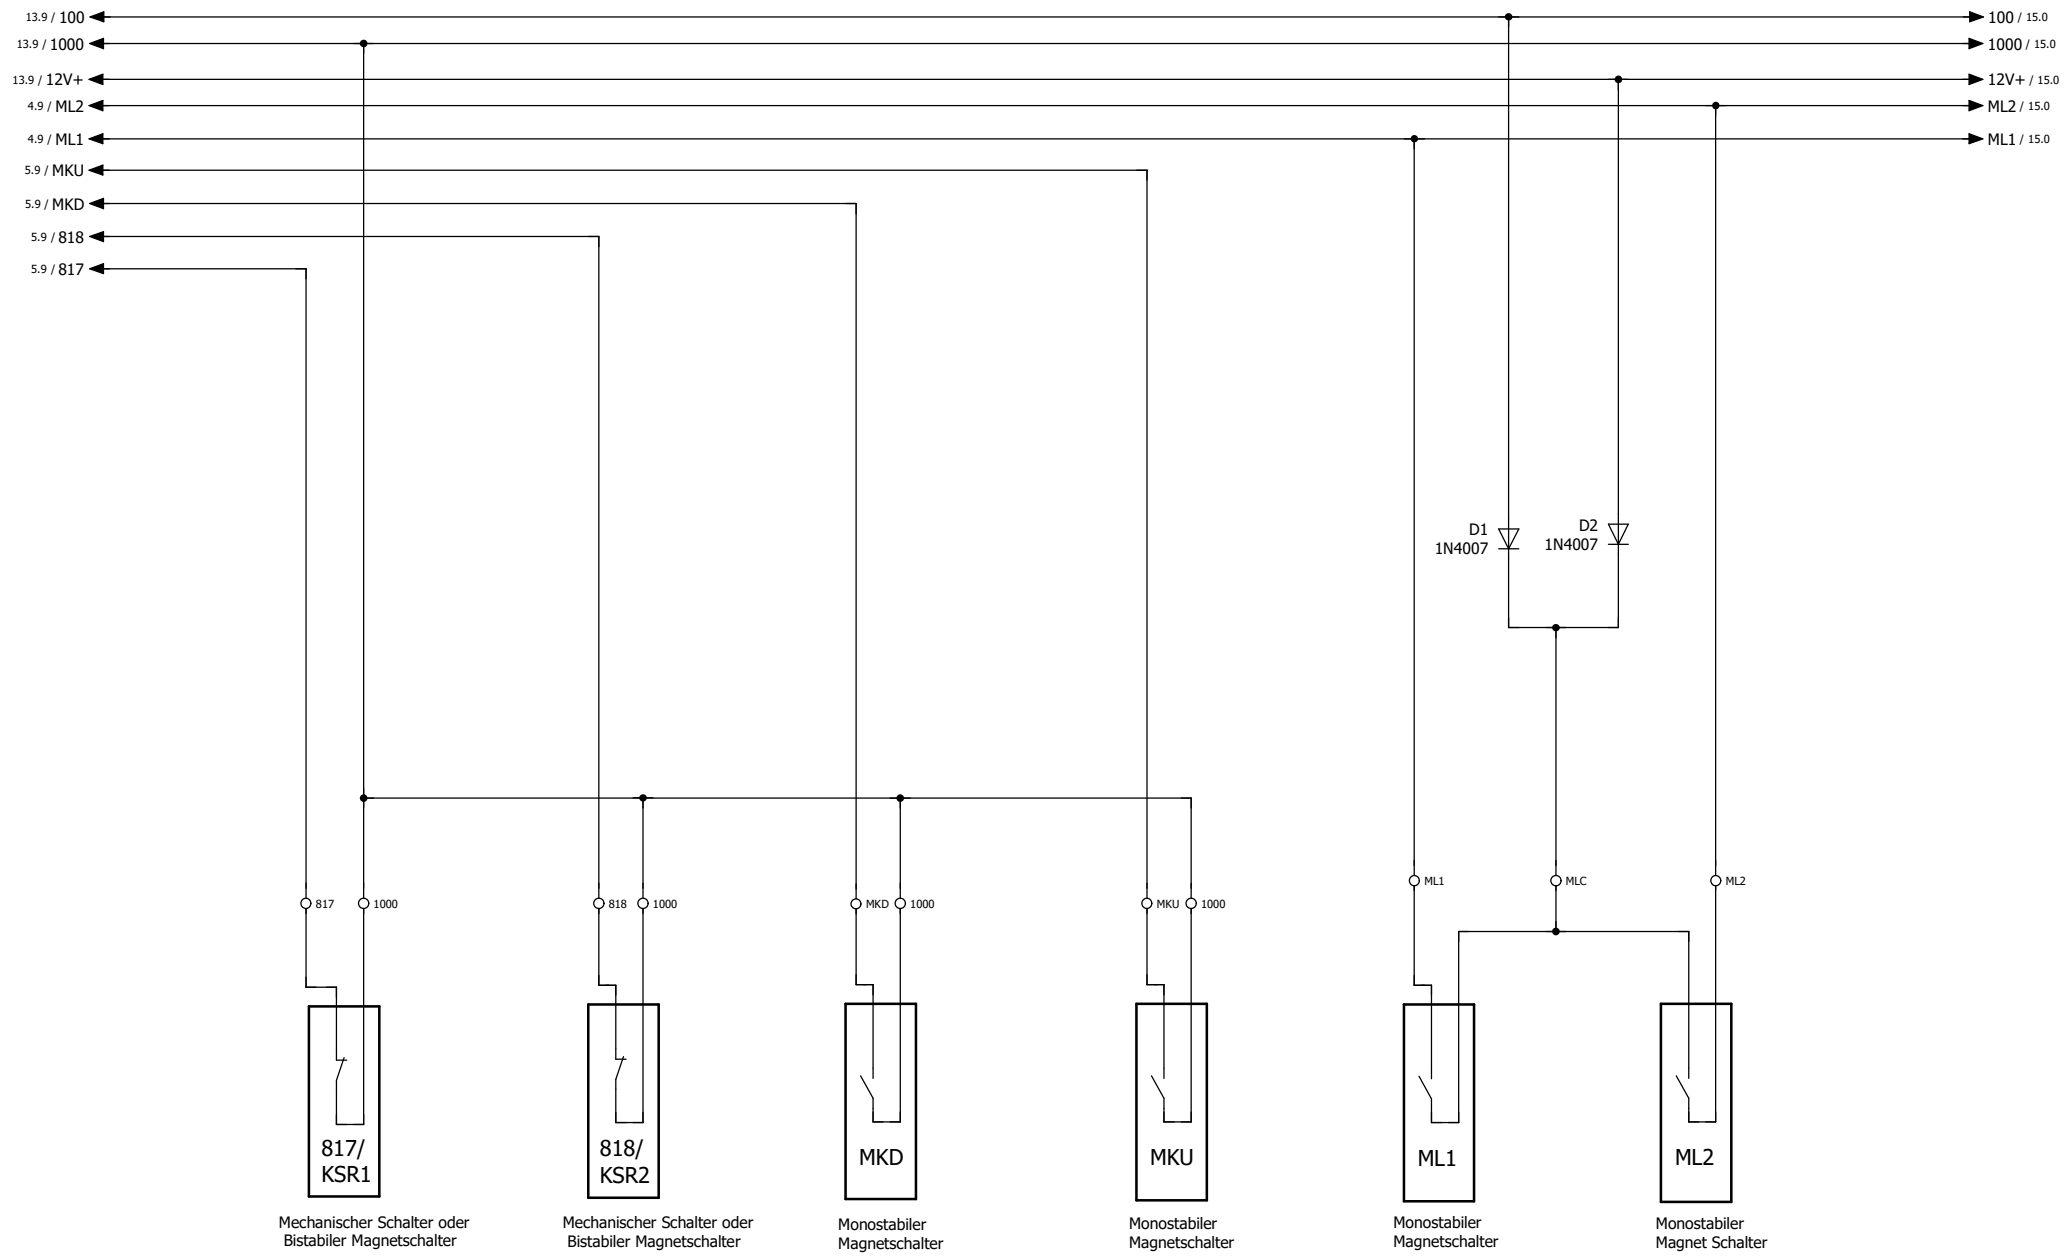 13.9 / 100
100 / 15.0
13.9 / 1000
1000 / 15.0
13.9 / 12V+
12V+ / 15.0
4.9 / ML2
ML2 / 15.0
4.9 / ML1
ML1 / 15.0
5.9 / MKU
5.9 / MKD
5.9 / 818
5.9 / 817
D1
1N4007
D2
1N4007
ML1
MLC
ML2
817
1000
818
1000
MKD
1000
MKU
1000
817/
KSR1
818/
KSR2
MKD
MKU
ML1
ML2
Mechanischer Schalter oder
Bistabiler Magnetschalter
Mechanischer Schalter oder
Bistabiler Magnetschalter
Monostabiler
Magnetschalter
Monostabiler
Magnetschalter
Monostabiler
Magnetschalter
Monostabiler
Magnet Schalter